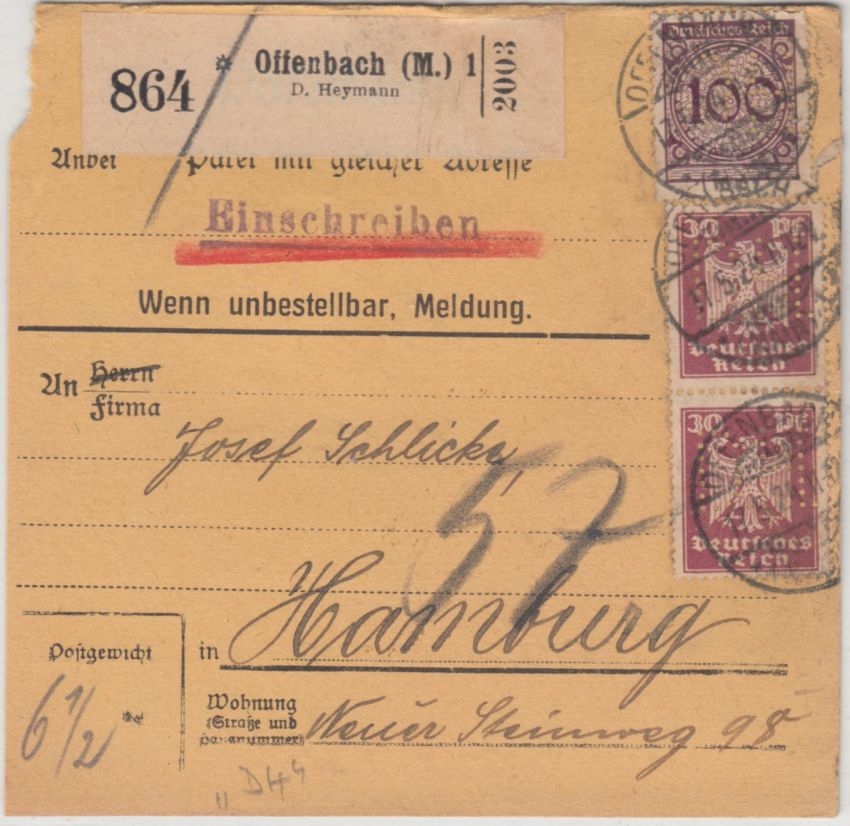 864 * Offenbach (M.) 1
D. Heymann
2003
Deutsches Reich
100
Anbei Paket mit gleicher Adresse
Einschreiben
Wenn unbestellbar, Meldung.
30 Pf
Deutsches
Reich
An Herrn
Firma
Josef Schlicke,
57
30 Pf
Deutsches
Reich
in Hamburg
Postgewicht
6 1/2 kg
Wohnung
(Straße und
Hausnummer)
Neuer Steinweg 98